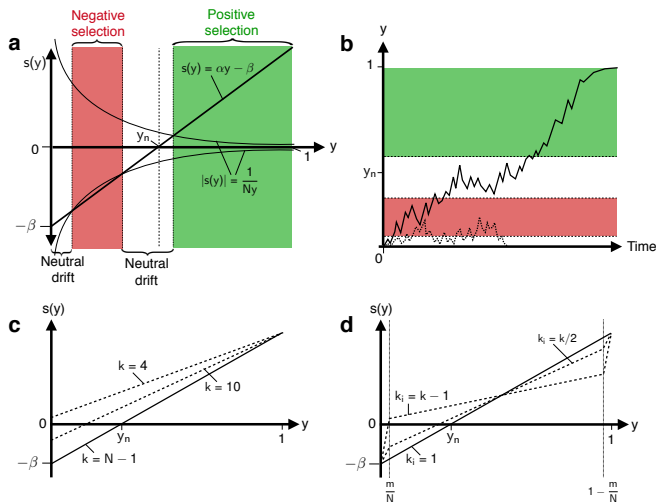 Negative
selection
Positive
selection
a
s(y)
s(y) = αy − β
yn
0
y
1
|s(y)| = 1/Ny
−β
Neutral
drift
Neutral
drift
b
y
1
yn
0
Time
c
s(y)
k = 4
k = 10
0
y
yn
1
k = N − 1
−β
d
s(y)
ki = k/2
ki = k − 1
0
y
yn
1
ki = 1
−β
m/N
1 − m/N